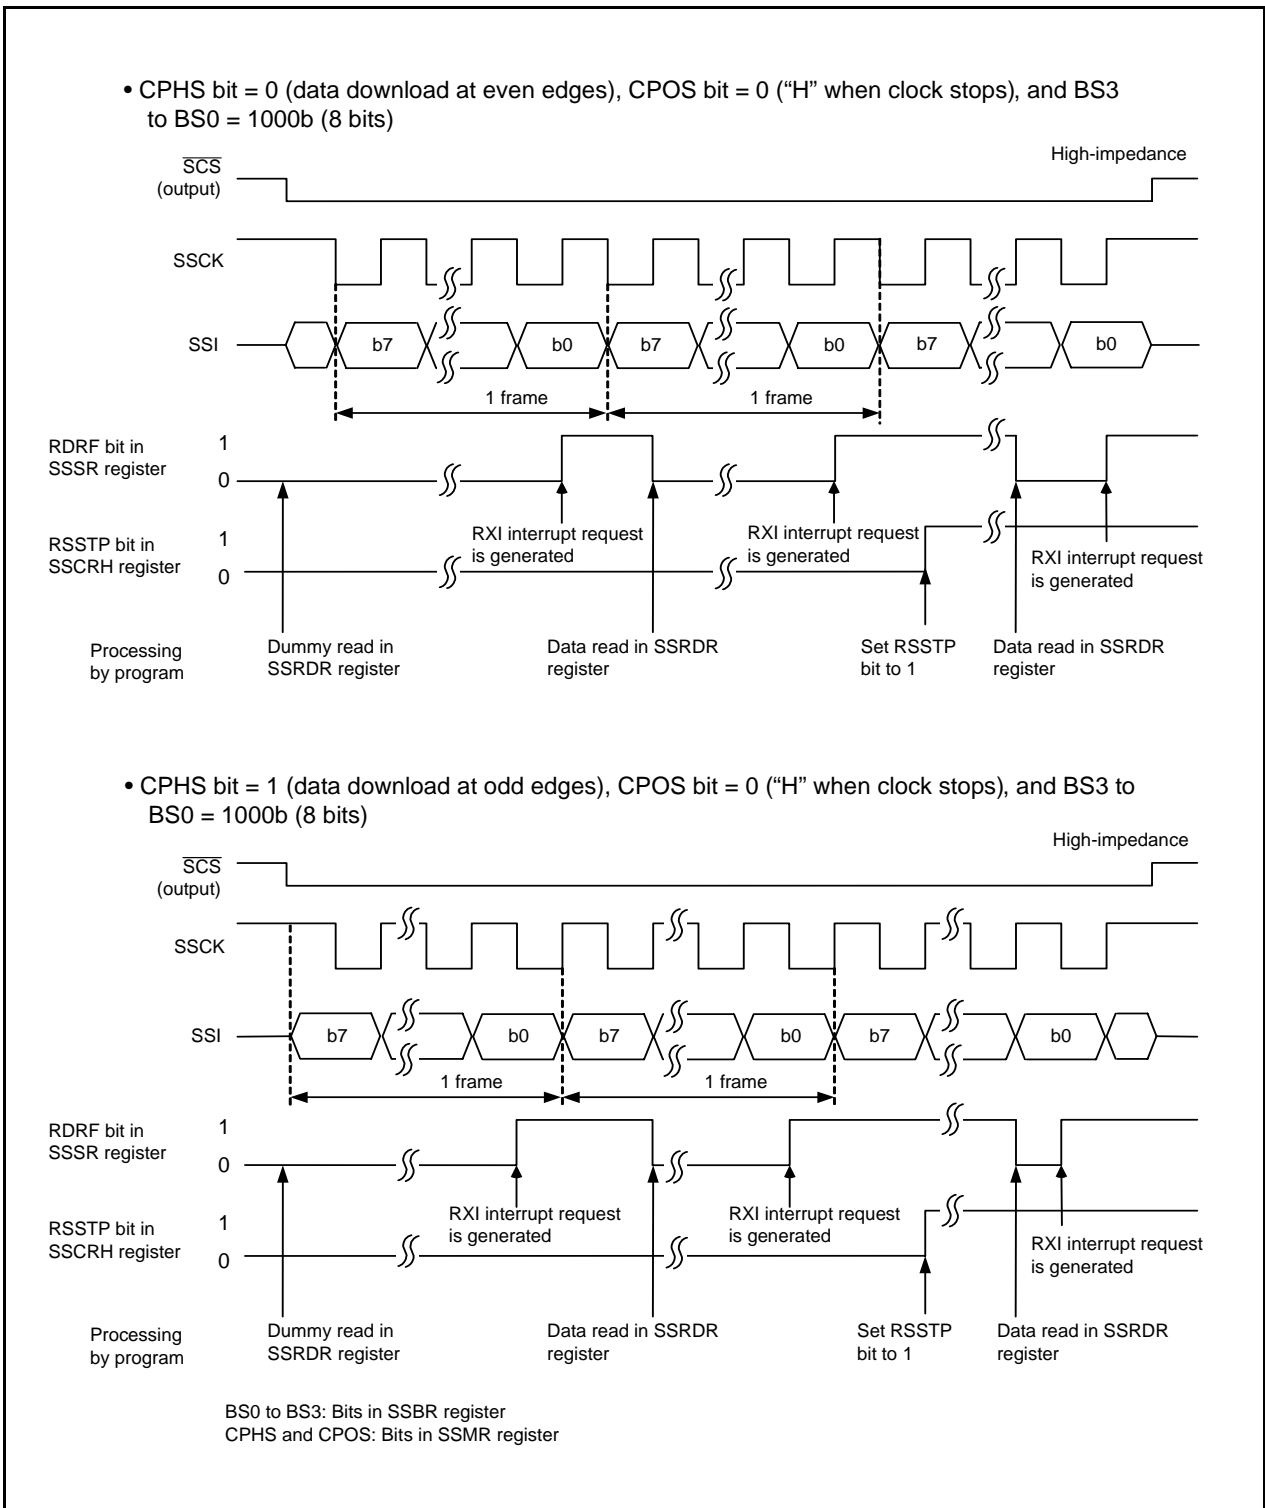 • CPHS bit = 0 (data download at even edges), CPOS bit = 0 (“H” when clock stops), and BS3
to BS0 = 1000b (8 bits)
High-impedance
SCS
(output)
SSCK
SSI
b7
b0
b7
b0
b7
b0
1 frame
1 frame
RDRF bit in
SSSR register
1
0
RXI interrupt request
is generated
RXI interrupt request
is generated
RXI interrupt request
is generated
RSSTP bit in
SSCRH register
1
0
Processing
by program
Dummy read in
SSRDR register
Data read in SSRDR
register
Set RSSTP
bit to 1
Data read in SSRDR
register
• CPHS bit = 1 (data download at odd edges), CPOS bit = 0 (“H” when clock stops), and BS3 to
BS0 = 1000b (8 bits)
High-impedance
SCS
(output)
SSCK
SSI
b7
b0
b7
b0
b7
b0
1 frame
1 frame
RDRF bit in
SSSR register
1
0
RXI interrupt request
is generated
RXI interrupt request
is generated
RXI interrupt request
is generated
RSSTP bit in
SSCRH register
1
0
Processing
by program
Dummy read in
SSRDR register
Data read in SSRDR
register
Set RSSTP
bit to 1
Data read in SSRDR
register
BS0 to BS3: Bits in SSBR register
CPHS and CPOS: Bits in SSMR register